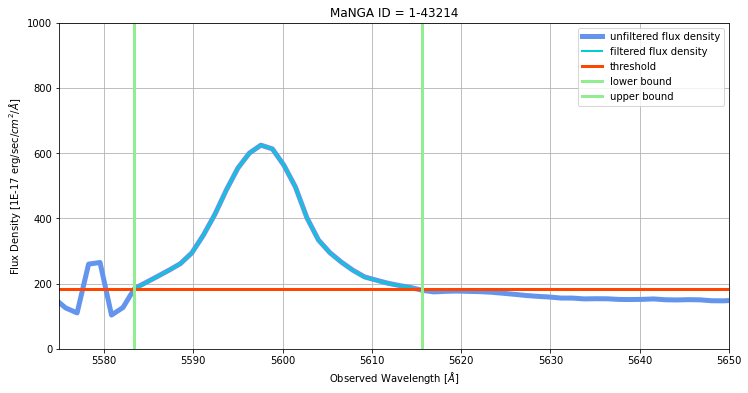 MaNGA ID = 1-43214
unfiltered flux density
filtered flux density
threshold
lower bound
upper bound
Flux Density [1E-17 erg/sec/cm²/Å]
1000
800
600
400
200
0
5580 5590 5600 5610 5620 5630 5640 5650
Observed Wavelength [Å]